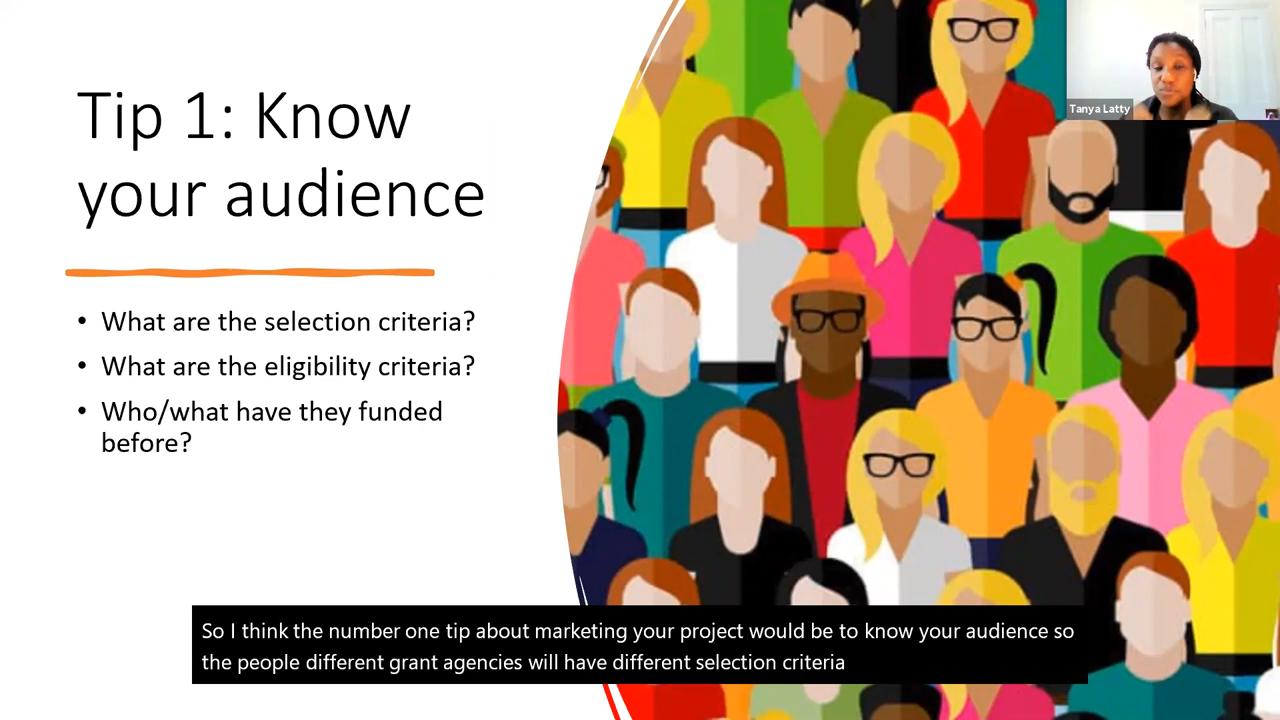 Tip 1: Know
your audience
• What are the selection criteria?
• What are the eligibility criteria?
• Who/what have they funded
before?
Tanya Latty
So I think the number one tip about marketing your project would be to know your audience so
the people different grant agencies will have different selection criteria